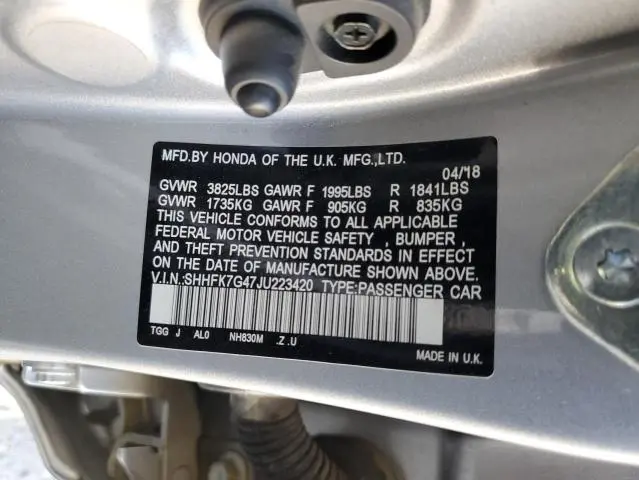 MFD.BY HONDA OF THE U.K. MFG.,LTD.
04/18
GVWR 3825LBS GAWR F 1995LBS R 1841LBS
GVWR 1735KG GAWR F 905KG R 835KG
THIS VEHICLE CONFORMS TO ALL APPLICABLE
FEDERAL MOTOR VEHICLE SAFETY , BUMPER ,
AND THEFT PREVENTION STANDARDS IN EFFECT
ON THE DATE OF MANUFACTURE SHOWN ABOVE.
V.I.N.:SHHFK7G47JU223420 TYPE:PASSENGER CAR
TGG J AL0 NH830M .Z .U
MADE IN U.K.